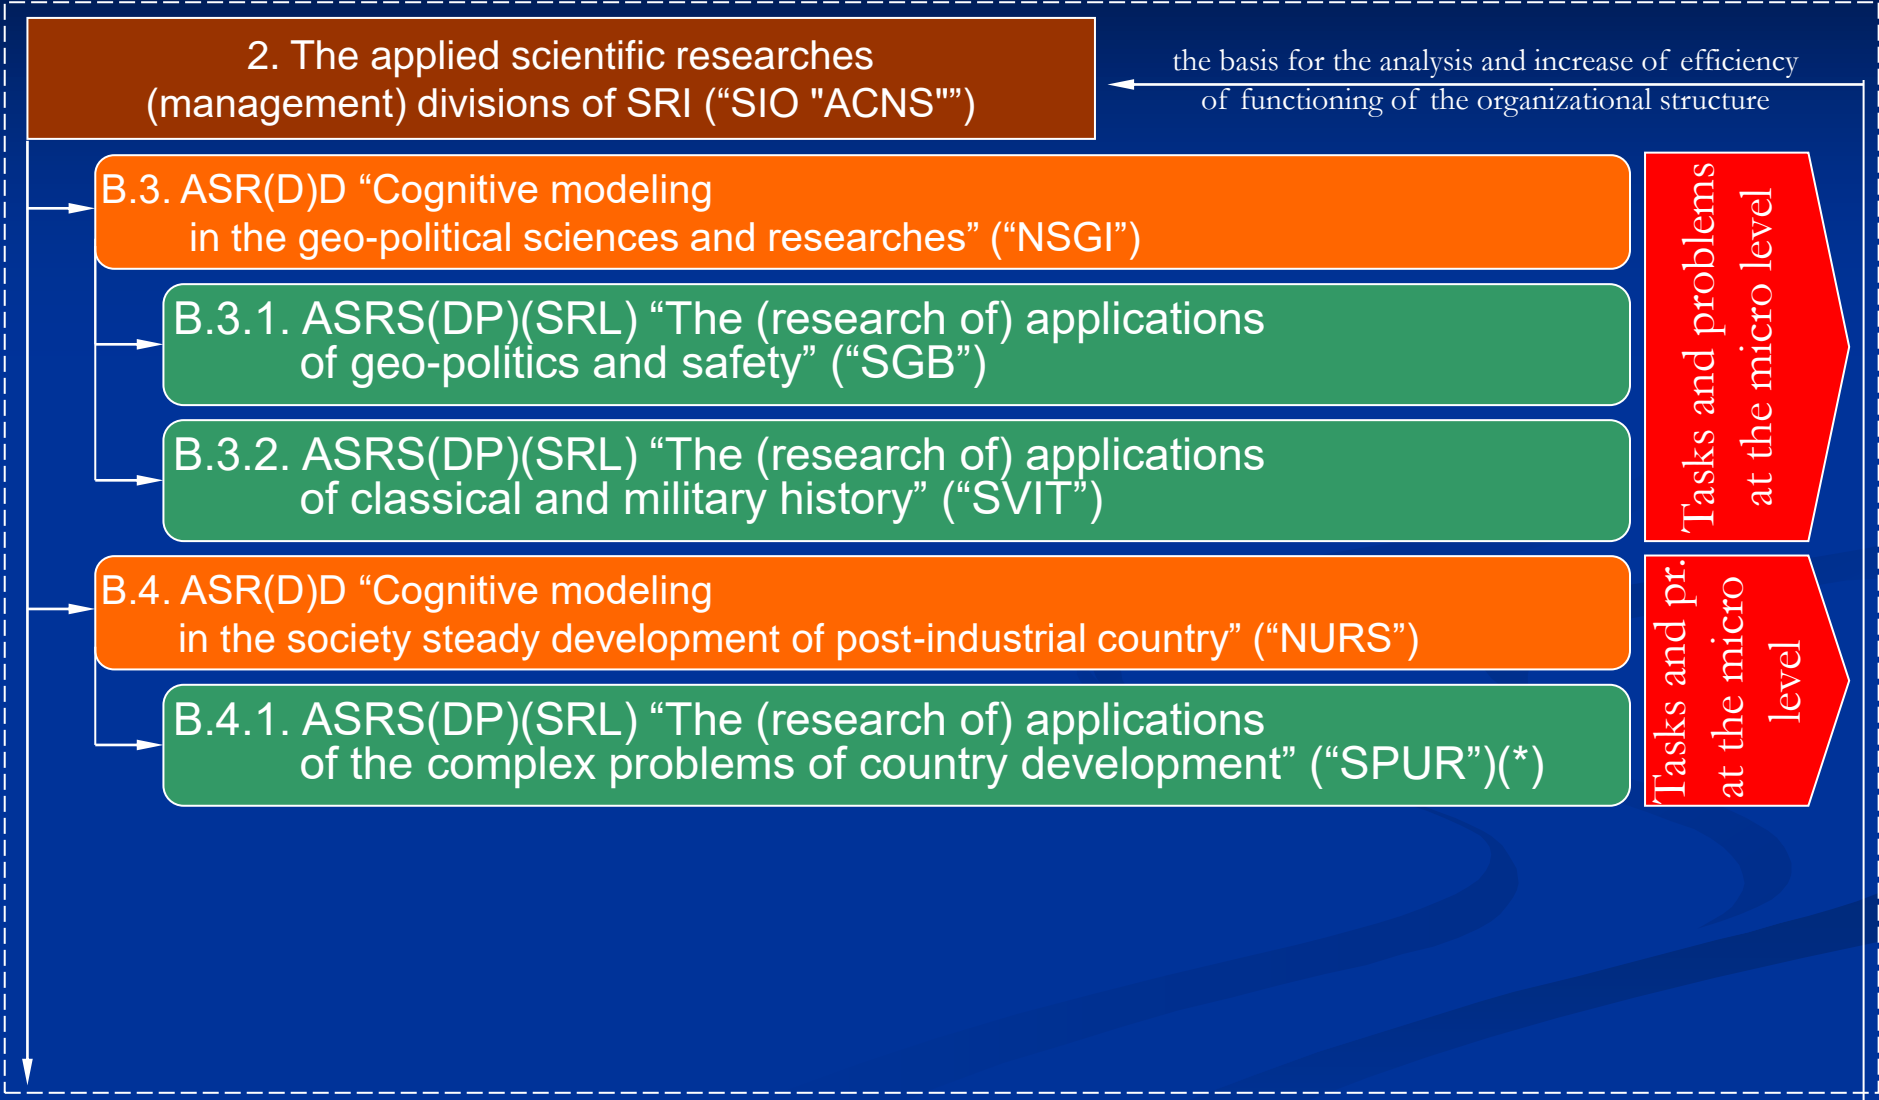 2. The applied scientific researches
(management) divisions of SRI (“SIO "ACNS"”)
the basis for the analysis and increase of efficiency
of functioning of the organizational structure
B.3. ASR(D)D “Cognitive modeling
in the geo-political sciences and researches” (“NSGI”)
B.3.1. ASRS(DP)(SRL) “The (research of) applications
of geo-politics and safety” (“SGB”)
B.3.2. ASRS(DP)(SRL) “The (research of) applications
of classical and military history” (“SVIT”)
Tasks and problems
at the micro level
B.4. ASR(D)D “Cognitive modeling
in the society steady development of post-industrial country” (“NURS”)
B.4.1. ASRS(DP)(SRL) “The (research of) applications
of the complex problems of country development” (“SPUR”)(*)
Tasks and pr.
at the micro
level